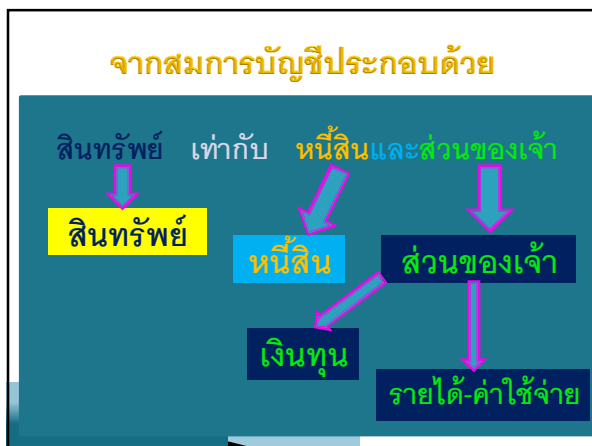 จากสมการบัญชีประกอบด้วย
สินทรัพย์ เท่ากับ หนี้สินและส่วนของเจ้า
สินทรัพย์
หนี้สิน ส่วนของเจ้า
เงินทุน
รายได้-ค่าใช้จ่าย